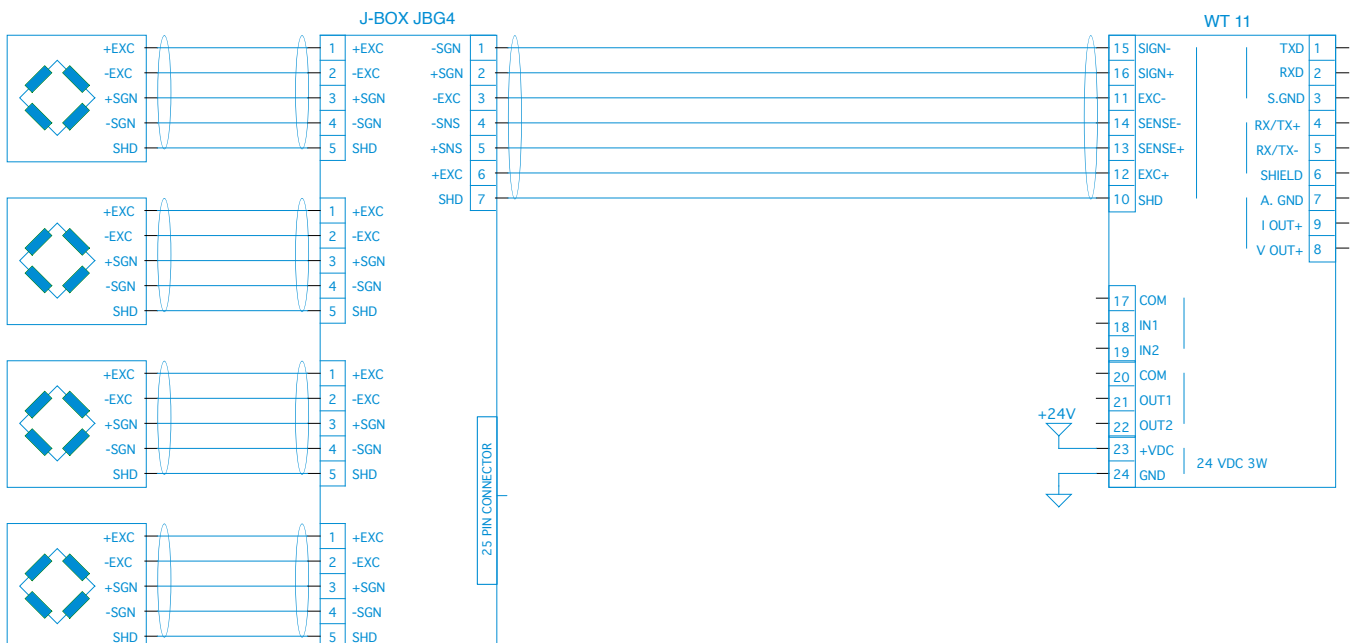 J-BOX JBG4
WT 11
+EXC 1 +EXC -SGN 1 15 SIGN- TXD 1
-EXC 2 -EXC +SGN 2 16 SIGN+ RXD 2
+SGN 3 +SGN -EXC 3 11 EXC- S.GND 3
-SGN 4 -SGN -SNS 4 14 SENSE- RX/TX+ 4
SHD 5 SHD +SNS 5 13 SENSE+ RX/TX- 5
+EXC 6 12 EXC+ SHIELD 6
SHD 7 10 SHD A. GND 7
+EXC 1 +EXC I OUT+ 9
-EXC 2 -EXC V OUT+ 8
+SGN 3 +SGN
-SGN 4 -SGN 17 COM
SHD 5 SHD 18 IN1
19 IN2
+EXC 1 +EXC 20 COM
-EXC 2 -EXC 21 OUT1
+SGN 3 +SGN +24V 22 OUT2
-SGN 4 -SGN 23 +VDC
SHD 5 SHD 24 GND
24 VDC 3W
25 PIN CONNECTOR
+EXC 1 +EXC
-EXC 2 -EXC
+SGN 3 +SGN
-SGN 4 -SGN
SHD 5 SHD